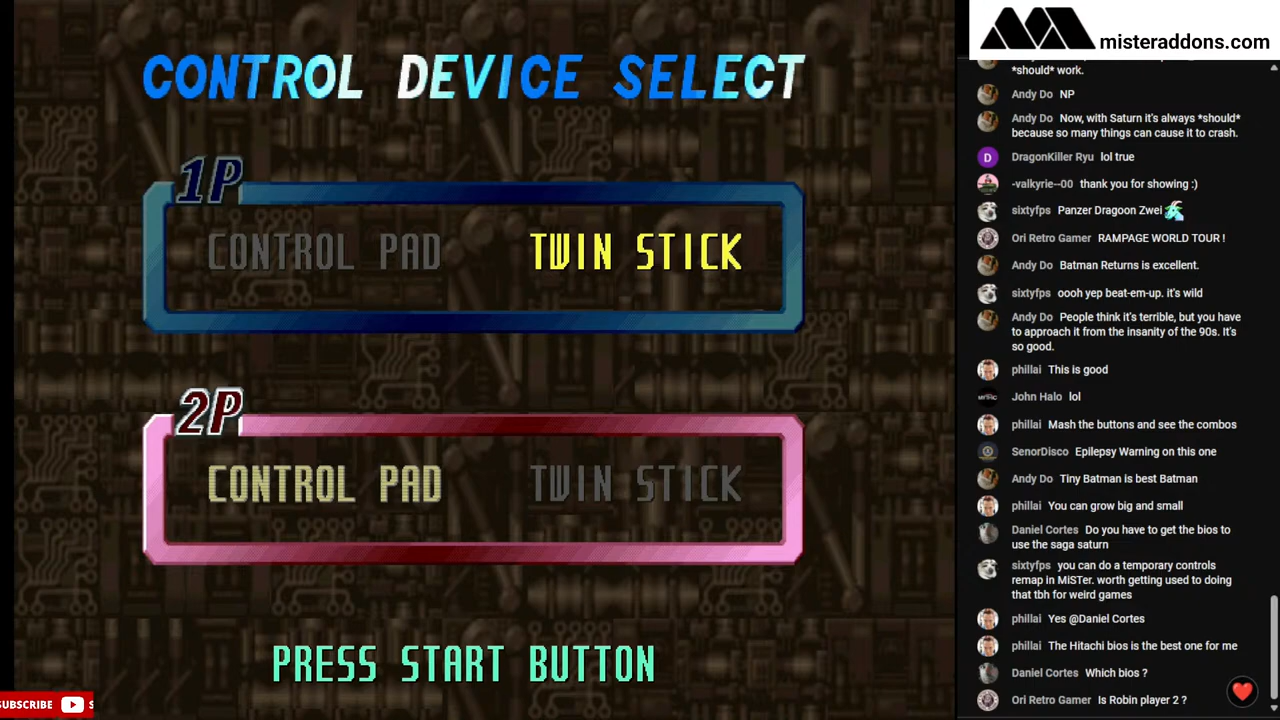 CONTROL DEVICE SELECT
1P
CONTROL PAD
TWIN STICK
2P
CONTROL PAD
TWIN STICK
PRESS START BUTTON
SUBSCRIBE
S
misteraddons.com
*should* work.
Andy Do NP
Andy Do Now, with Saturn it's always *should*
because so many things can cause it to crash.
D
DragonKiller Ryu lol true
-valkyrie--00 thank you for showing :)
sixtyfps Panzer Dragoon Zwei
Ori Retro Gamer RAMPAGE WORLD TOUR !
Andy Do Batman Returns is excellent.
sixtyfps oooh yep beat-em-up. it's wild
Andy Do People think it's terrible, but you have
to approach it from the insanity of the 90s. It's
so good.
phillai This is good
John Halo lol
phillai Mash the buttons and see the combos
SenorDisco Epilepsy Warning on this one
Andy Do Tiny Batman is best Batman
phillai You can grow big and small
Daniel Cortes Do you have to get the bios to
use the saga saturn
sixtyfps you can do a temporary controls
remap in MiSTer. worth getting used to doing
that tbh for weird games
phillai Yes @Daniel Cortes
phillai The Hitachi bios is the best one for me
Daniel Cortes Which bios ?
Ori Retro Gamer Is Robin player 2 ?